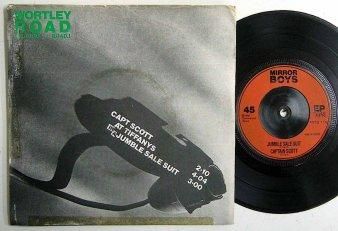 WORTLEY
ROAD
CAPT SCOTT
AT TIFFANYS
JUMBLE SALE SUIT
2·10
4·04
3·00
MIRROR
BOYS
45
EP
JUMBLE SALE SUIT
CAPTAIN SCOTT